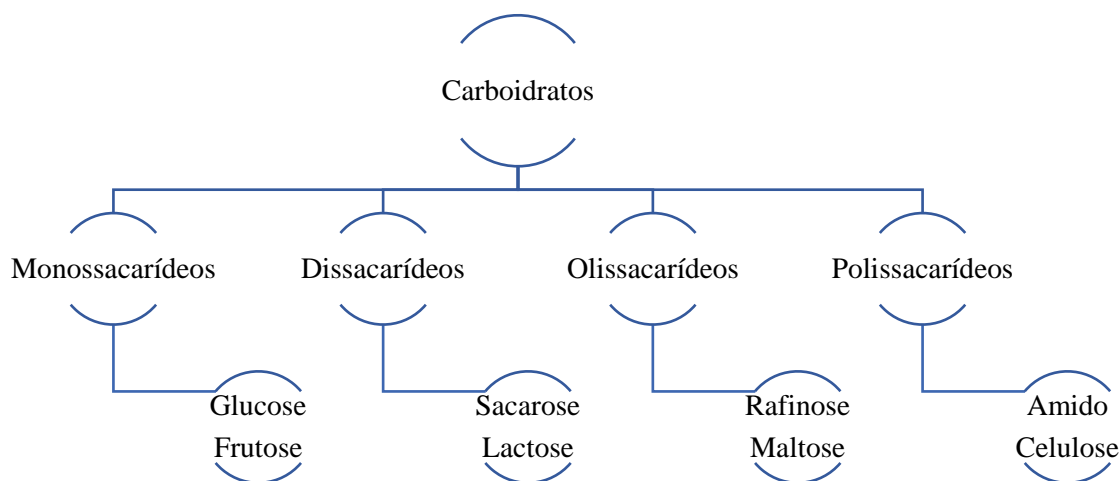 Carboidratos
Monossacarídeos
Dissacarídeos
Olissacarídeos
Polissacarídeos
Glucose
Frutose
Sacarose
Lactose
Rafinose
Maltose
Amido
Celulose